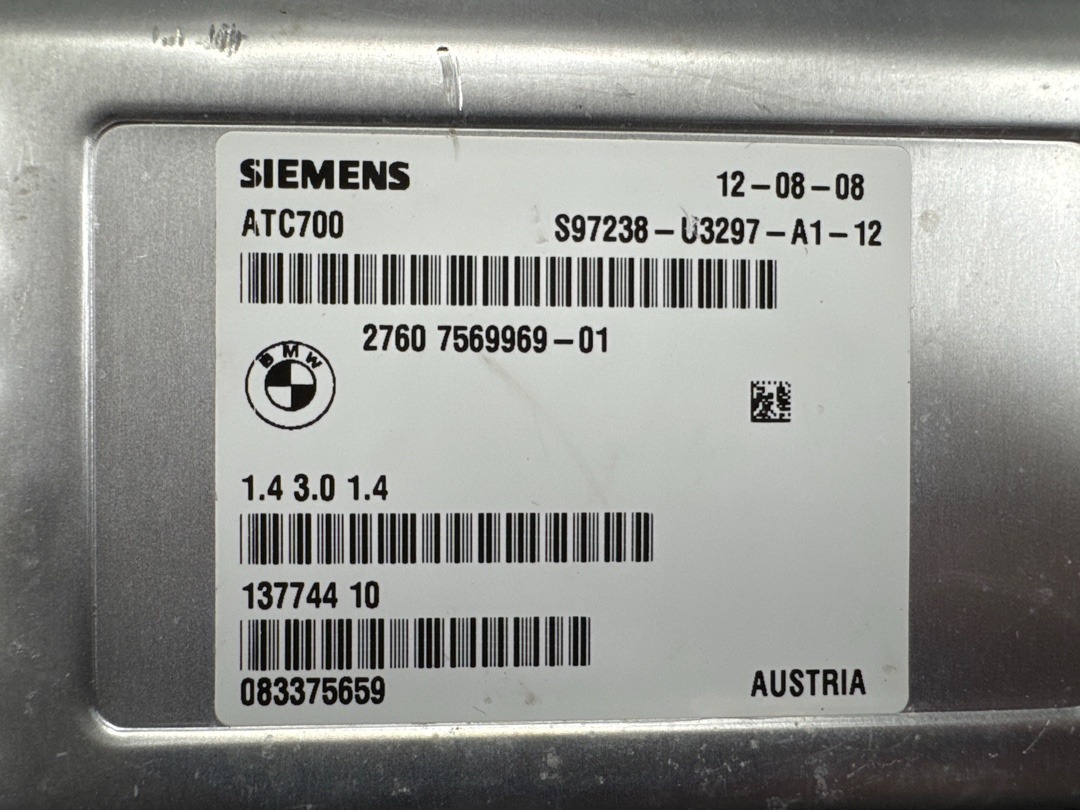 SIEMENS
12-08-08
ATC700
S97238-U3297-A1-12
2760 7569969-01
BMW
1.4 3.0 1.4
137744 10
083375659
AUSTRIA